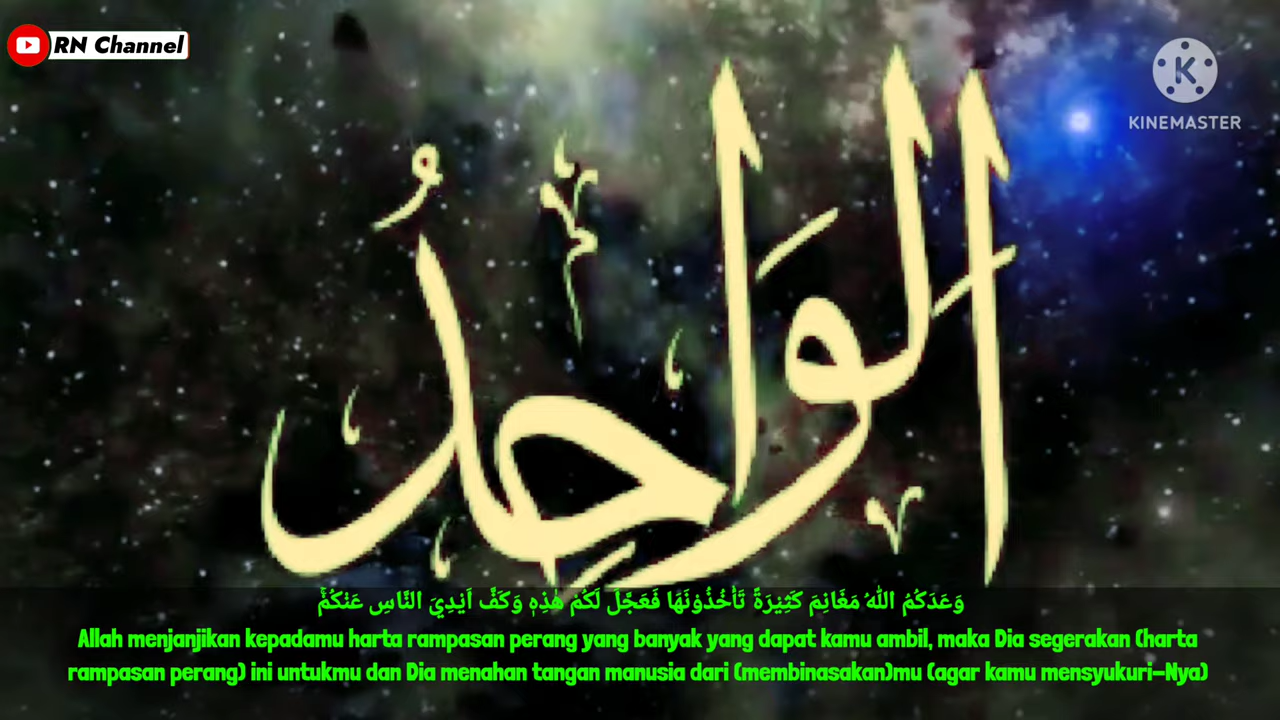 RN Channel
KINEMASTER
الوَاحِدُ
وَعَدَكُمُ اللّٰهُ مَغَانِمَ كَثِيْرَةً تَأْخُذُوْنَهَا فَعَجَّلَ لَكُمْ هٰذِهٖ وَكَفَّ اَيْدِيَ النَّاسِ عَنْكُمْۚ
Allah menjanjikan kepadamu harta rampasan perang yang banyak yang dapat kamu ambil, maka Dia segerakan (harta
rampasan perang) ini untukmu dan Dia menahan tangan manusia dari (membinasakan)mu (agar kamu mensyukuri-Nya)